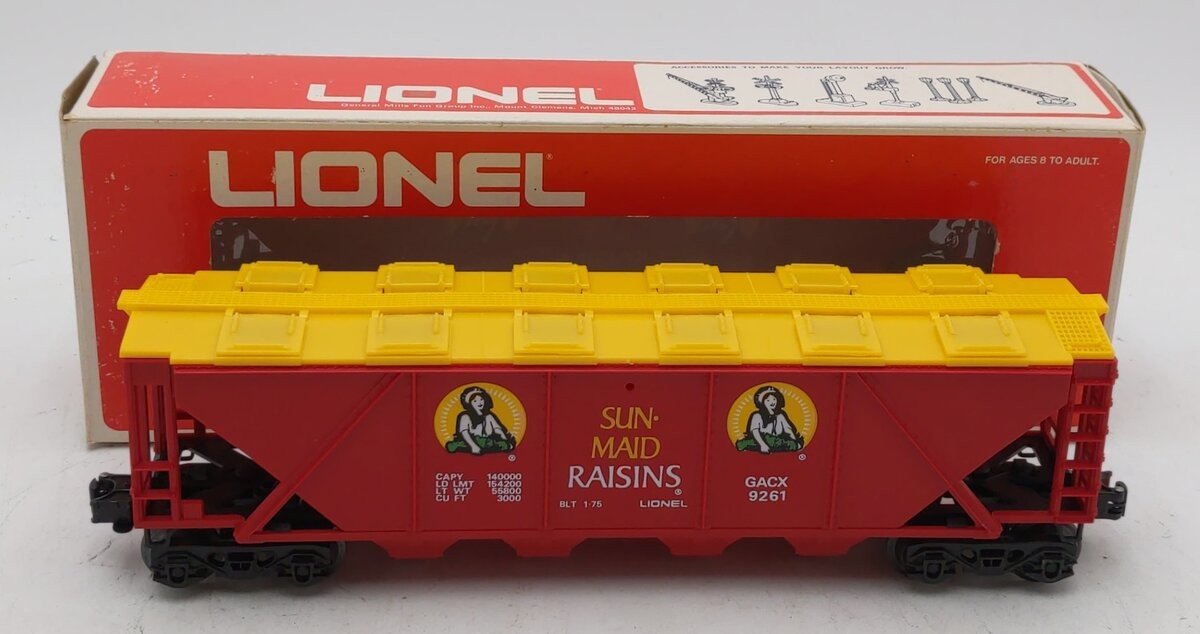 ACCESSORIES TO MAKE YOUR LAYOUT GROW
LIONEL
General Mills Fun Group Inc., Mount Clemens, Mich 48045
LIONEL®
FOR AGES 8 TO ADULT.
SUN·
MAID
RAISINS®
®
®
CAPY 140000
LD LMT 154200
LT WT 55800
CU FT 3000
BLT 1-75 LIONEL
GACX
9261